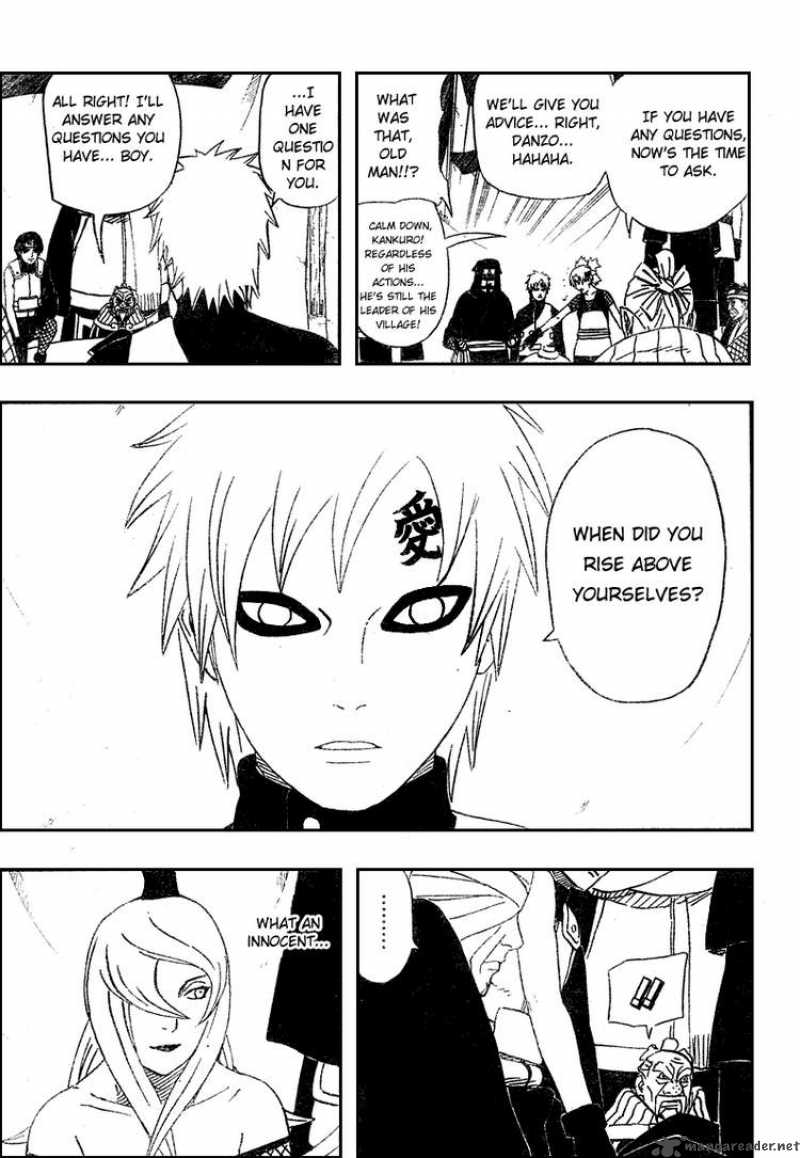 IF YOU HAVE
ANY QUESTIONS,
NOW'S THE TIME
TO ASK.
WE'LL GIVE YOU
ADVICE... RIGHT,
DANZO...
HAHAHA.
WHAT
WAS
THAT,
OLD
MAN!!?
CALM DOWN,
KANKURO!
REGARDLESS
OF HIS
ACTIONS...
HE'S STILL THE
LEADER OF HIS
VILLAGE!
...I
HAVE
ONE
QUESTIO
N FOR
YOU.
ALL RIGHT! I'LL
ANSWER ANY
QUESTIONS YOU
HAVE... BOY.
愛
WHEN DID YOU
RISE ABOVE
YOURSELVES?
!!
.........
WHAT AN
INNOCENT...
mangareader.net